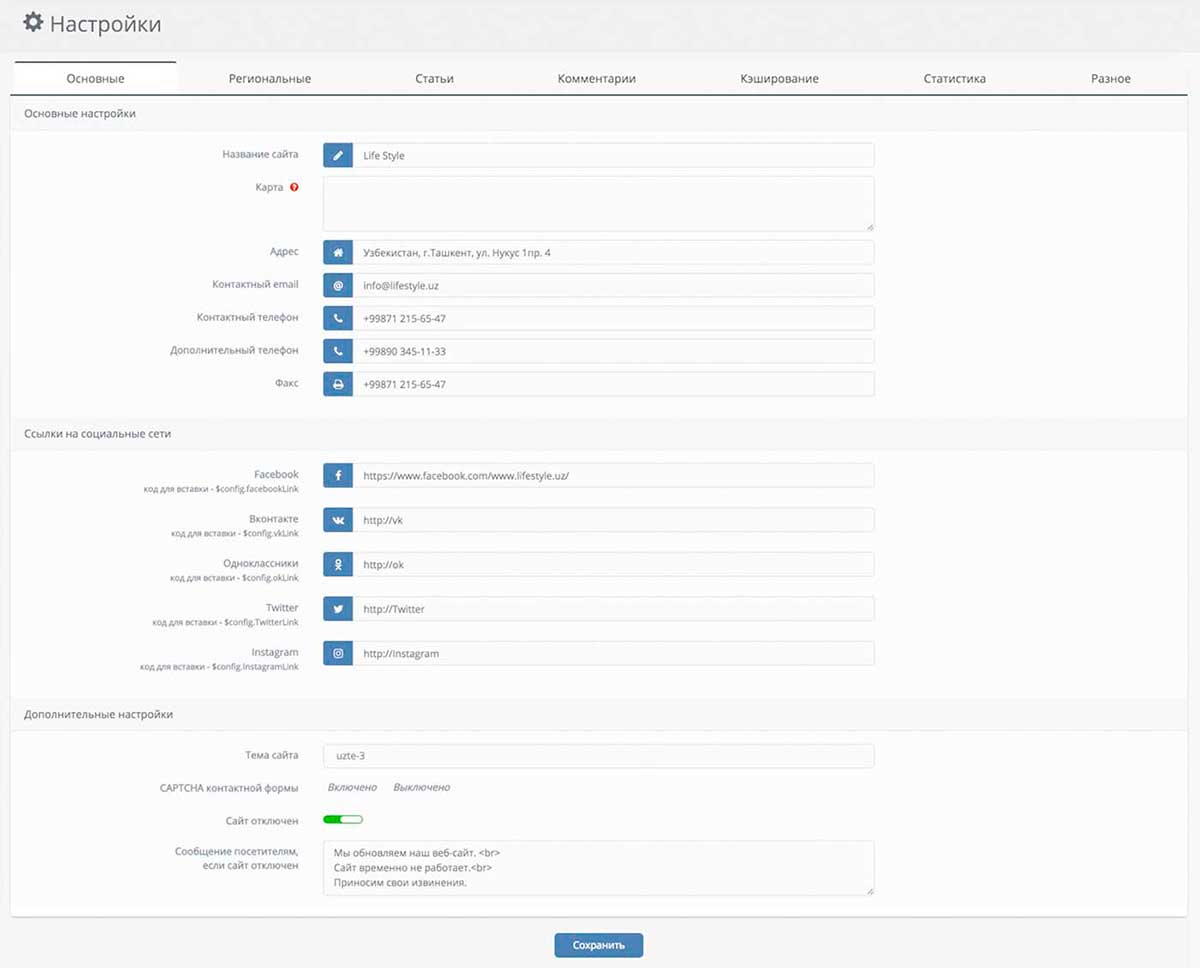 Настройки
Основные
Региональные
Статьи
Комментарии
Кэширование
Статистика
Разное
Основные настройки
Название сайта
Life Style
Карта
Адрес
Узбекистан, г.Ташкент, ул. Нукус 1пр. 4
Контактный email
info@lifestyle.uz
Контактный телефон
+99871 215-65-47
Дополнительный телефон
+99890 345-11-33
Факс
+99871 215-65-47
Ссылки на социальные сети
Facebook
код для вставки - $config.facebookLink
https://www.facebook.com/www.lifestyle.uz/
Вконтакте
код для вставки - $config.vkLink
http://vk
Одноклассники
код для вставки - $config.okLink
http://ok
Twitter
код для вставки - $config.TwitterLink
http://Twitter
Instagram
код для вставки - $config.InstagramLink
http://Instagram
Дополнительные настройки
Тема сайта
uzte-3
CAPTCHA контактной формы
Включено
Выключено
Сайт отключен
Сообщение посетителям,
если сайт отключен
Мы обновляем наш веб-сайт. <br>
Сайт временно не работает.<br>
Приносим свои извинения.
Сохранить